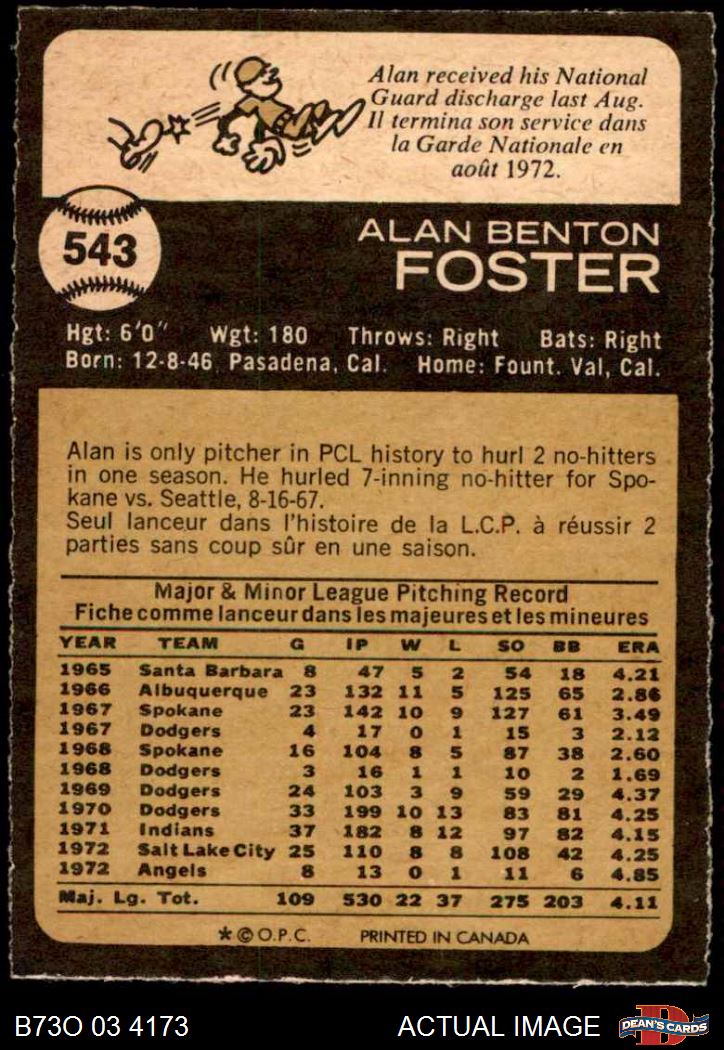 Alan received his National
Guard discharge last Aug.
Il termina son service dans
la Garde Nationale en
août 1972.
543
ALAN BENTON
FOSTER
Hgt: 6'0" Wgt: 180 Throws: Right Bats: Right
Born: 12-8-46 Pasadena, Cal. Home: Fount. Val, Cal.
Alan is only pitcher in PCL history to hurl 2 no-hitters
in one season. He hurled 7-inning no-hitter for Spo-
kane vs. Seattle, 8-16-67.
Seul lanceur dans l'histoire de la L.C.P. à réussir 2
parties sans coup sûr en une saison.
Major & Minor League Pitching Record
Fiche comme lanceur dans les majeures et les mineures
YEAR TEAM G IP W L SO BB ERA
1965 Santa Barbara 8 47 5 2 54 18 4.21
1966 Albuquerque 23 132 11 5 125 65 2.86
1967 Spokane 23 142 10 9 127 61 3.49
1967 Dodgers 4 17 0 1 15 3 2.12
1968 Spokane 16 104 8 5 87 38 2.60
1968 Dodgers 3 16 1 1 10 2 1.69
1969 Dodgers 24 103 3 9 59 29 4.37
1970 Dodgers 33 199 10 13 83 81 4.25
1971 Indians 37 182 8 12 97 82 4.15
1972 Salt Lake City 25 110 8 8 108 42 4.25
1972 Angels 8 13 0 1 11 6 4.85
Maj. Lg. Tot. 109 530 22 37 275 203 4.11
* © O.P.C. PRINTED IN CANADA
B73O 03 4173 ACTUAL IMAGE DEAN'S CARDS